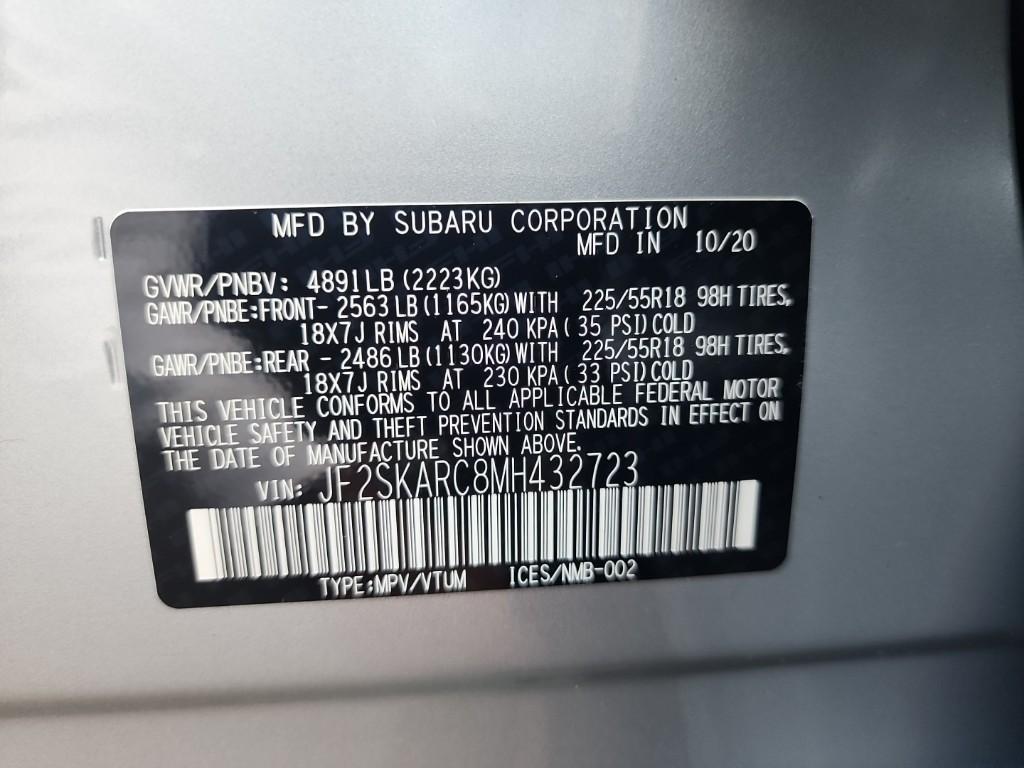 MFD BY SUBARU CORPORATION
MFD IN 10/20
GVWR/PNBV: 4891LB (2223KG)
GAWR/PNBE:FRONT- 2563LB (1165KG) WITH 225/55R18 98H TIRES,
18X7J RIMS AT 240 KPA ( 35 PSI) COLD
GAWR/PNBE:REAR - 2486LB (1130KG) WITH 225/55R18 98H TIRES,
18X7J RIMS AT 230 KPA ( 33 PSI) COLD
THIS VEHICLE CONFORMS TO ALL APPLICABLE FEDERAL MOTOR
VEHICLE SAFETY AND THEFT PREVENTION STANDARDS IN EFFECT ON
THE DATE OF MANUFACTURE SHOWN ABOVE.
VIN: JF2SKARC8MH432723
TYPE:MPV/VTUM ICES/NMB-002